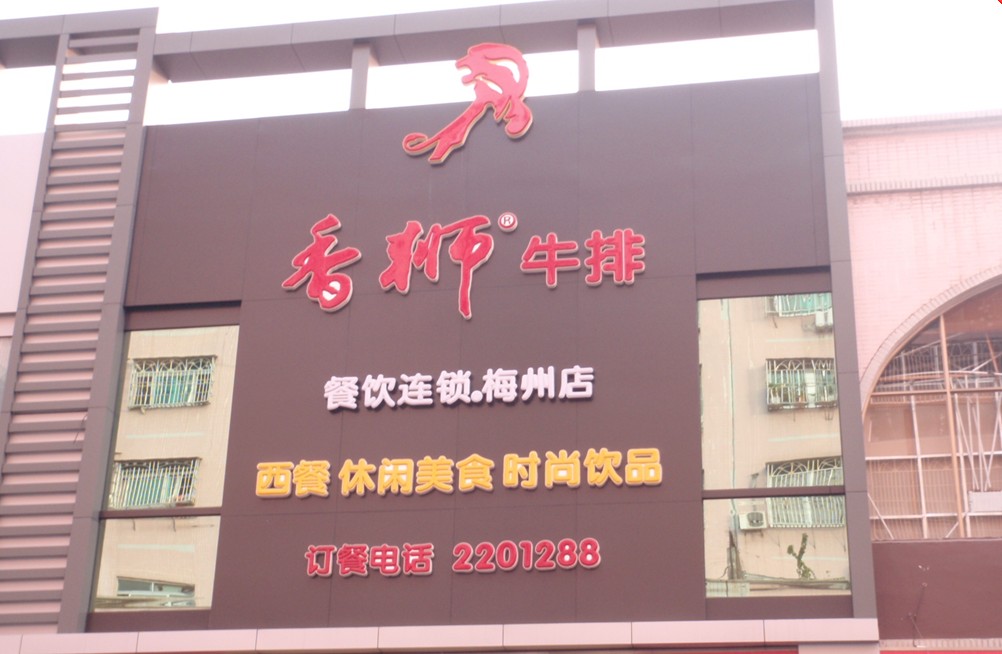 香狮®牛排
餐饮连锁.梅州店
西餐 休闲美食 时尚饮品
订餐电话 2201288